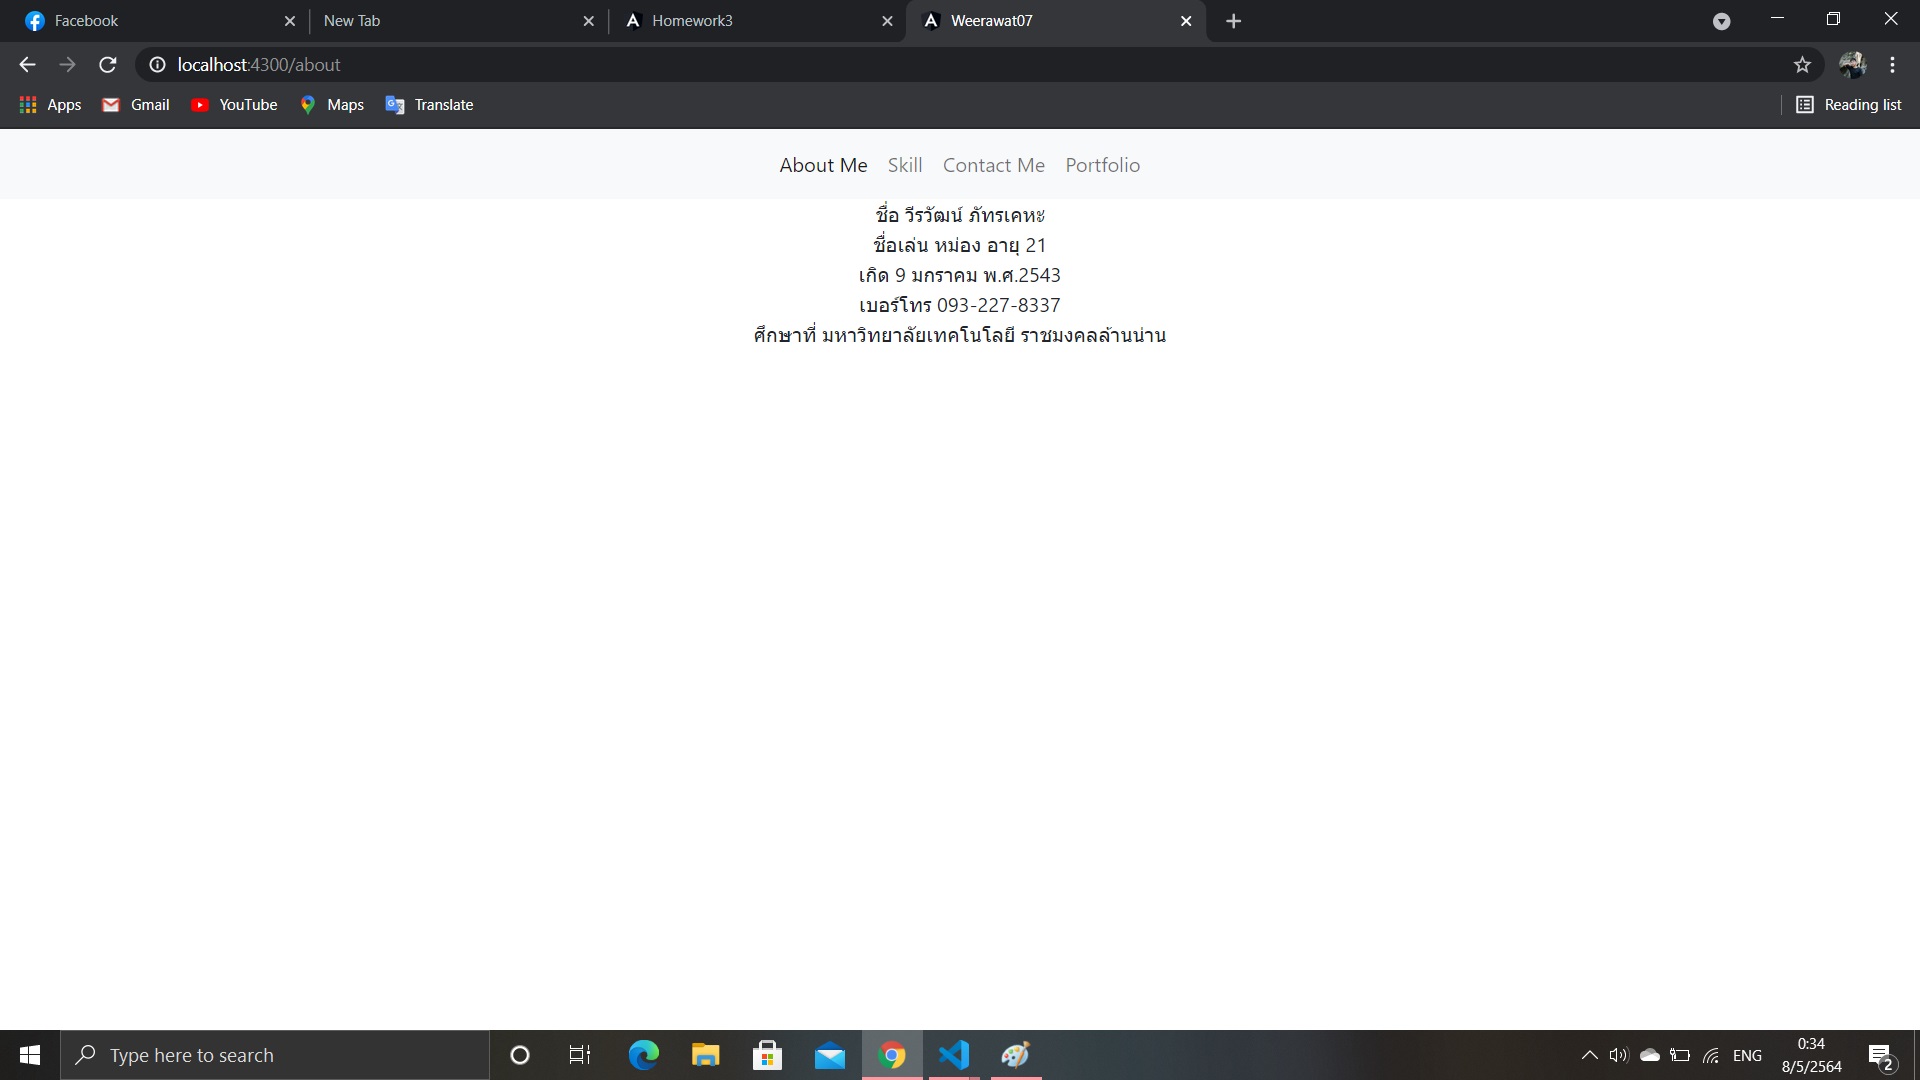 Facebook
New Tab
Homework3
Weerawat07
localhost:4300/about
Apps Gmail YouTube Maps Translate Reading list
About Me Skill Contact Me Portfolio
ชื่อ วีรวัฒน์ ภัทรเคหะ
ชื่อเล่น หม่อง อายุ 21
เกิด 9 มกราคม พ.ศ.2543
เบอร์โทร 093-227-8337
ศึกษาที่ มหาวิทยาลัยเทคโนโลยี ราชมงคลล้านน่าน
Type here to search
ENG
0:34
8/5/2564
2